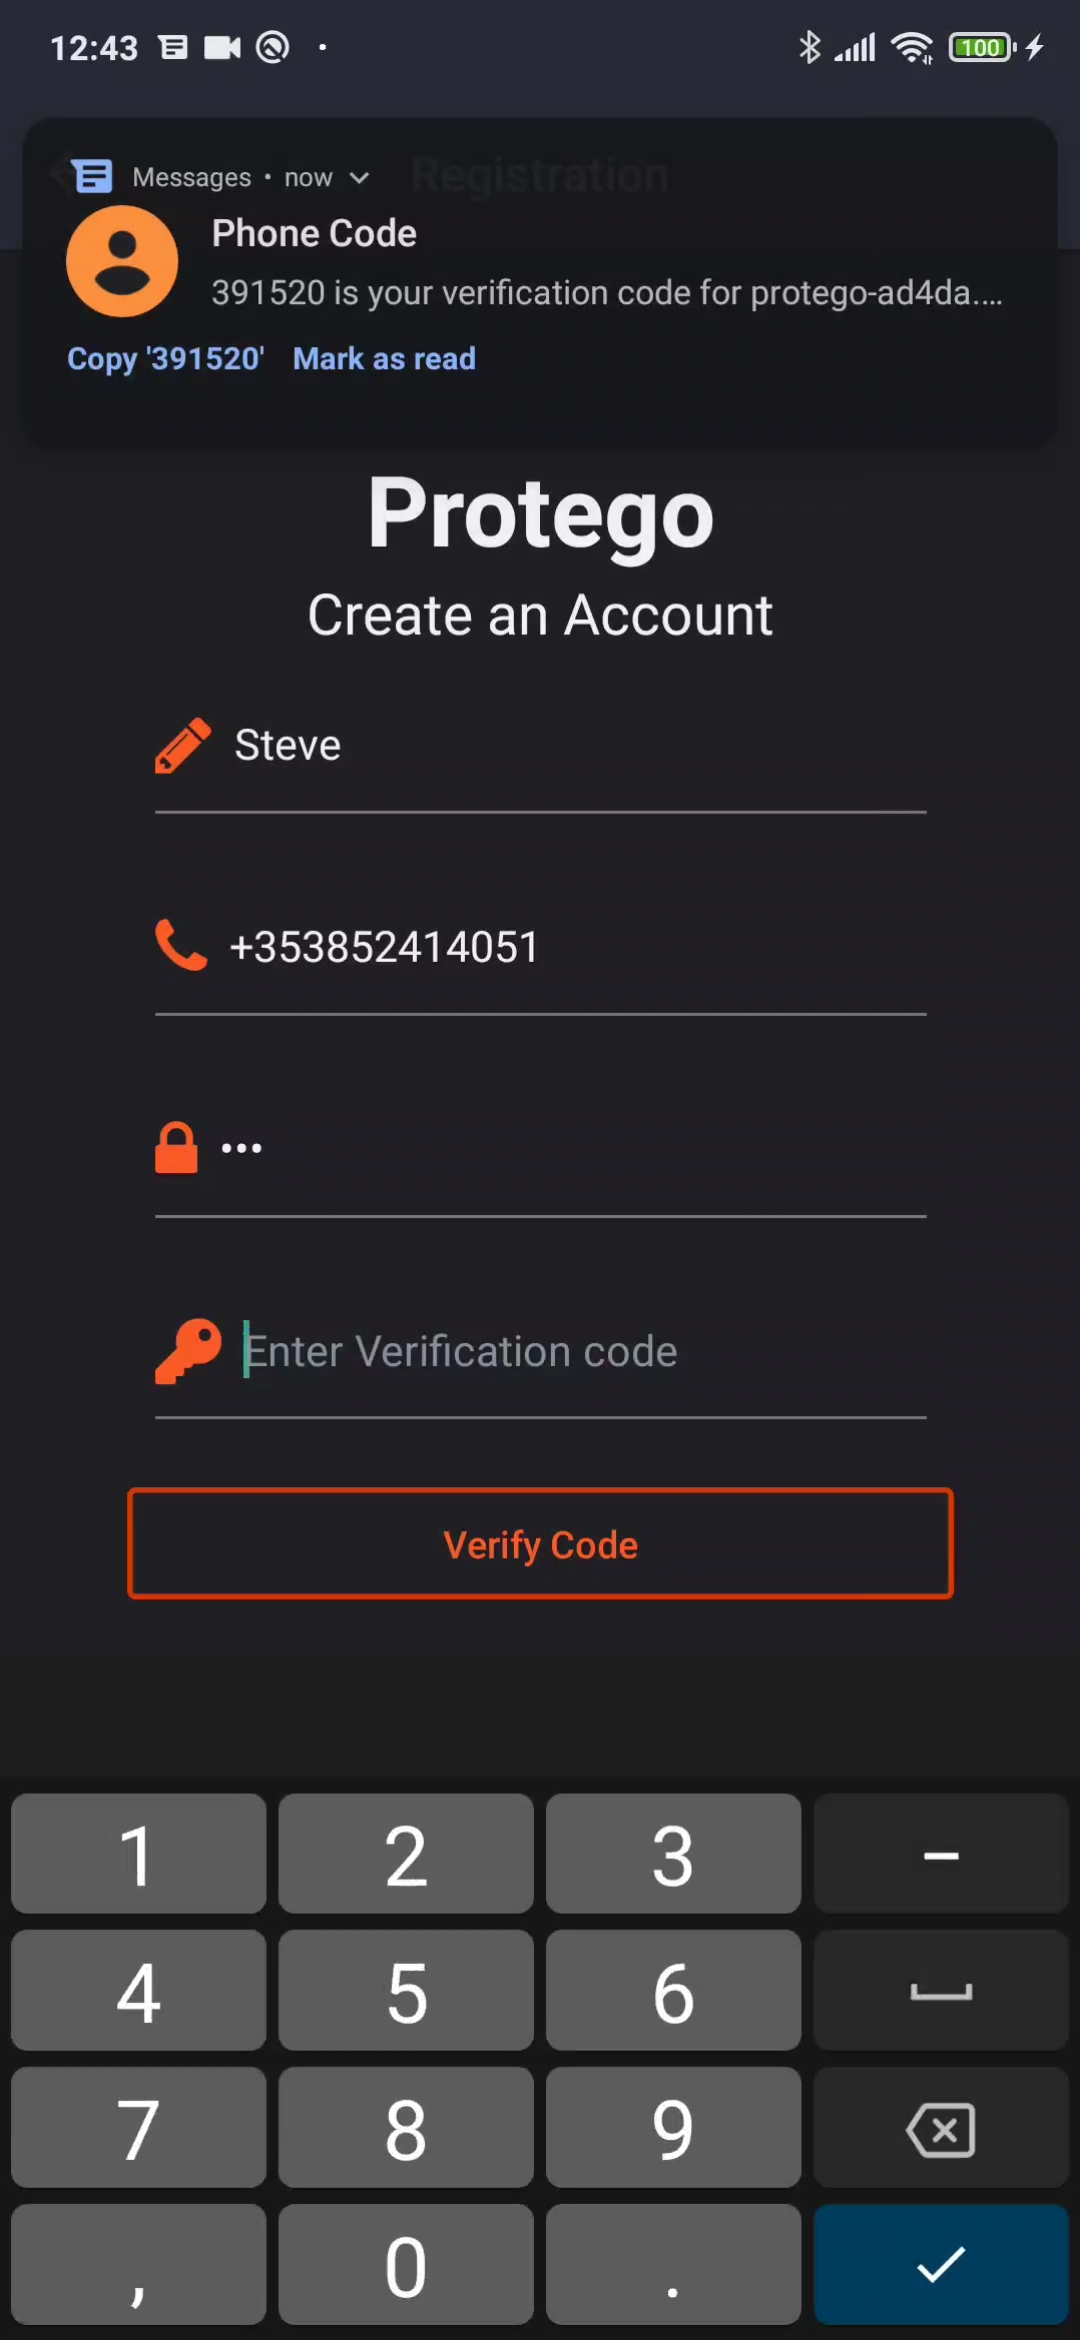 12:43
100
Messages • now
Registration
Phone Code
391520 is your verification code for protego-ad4da....
Copy '391520' Mark as read
Protego
Create an Account
Steve
+353852414051
•••
Enter Verification code
Verify Code
1 2 3 –
4 5 6
7 8 9
, 0 .